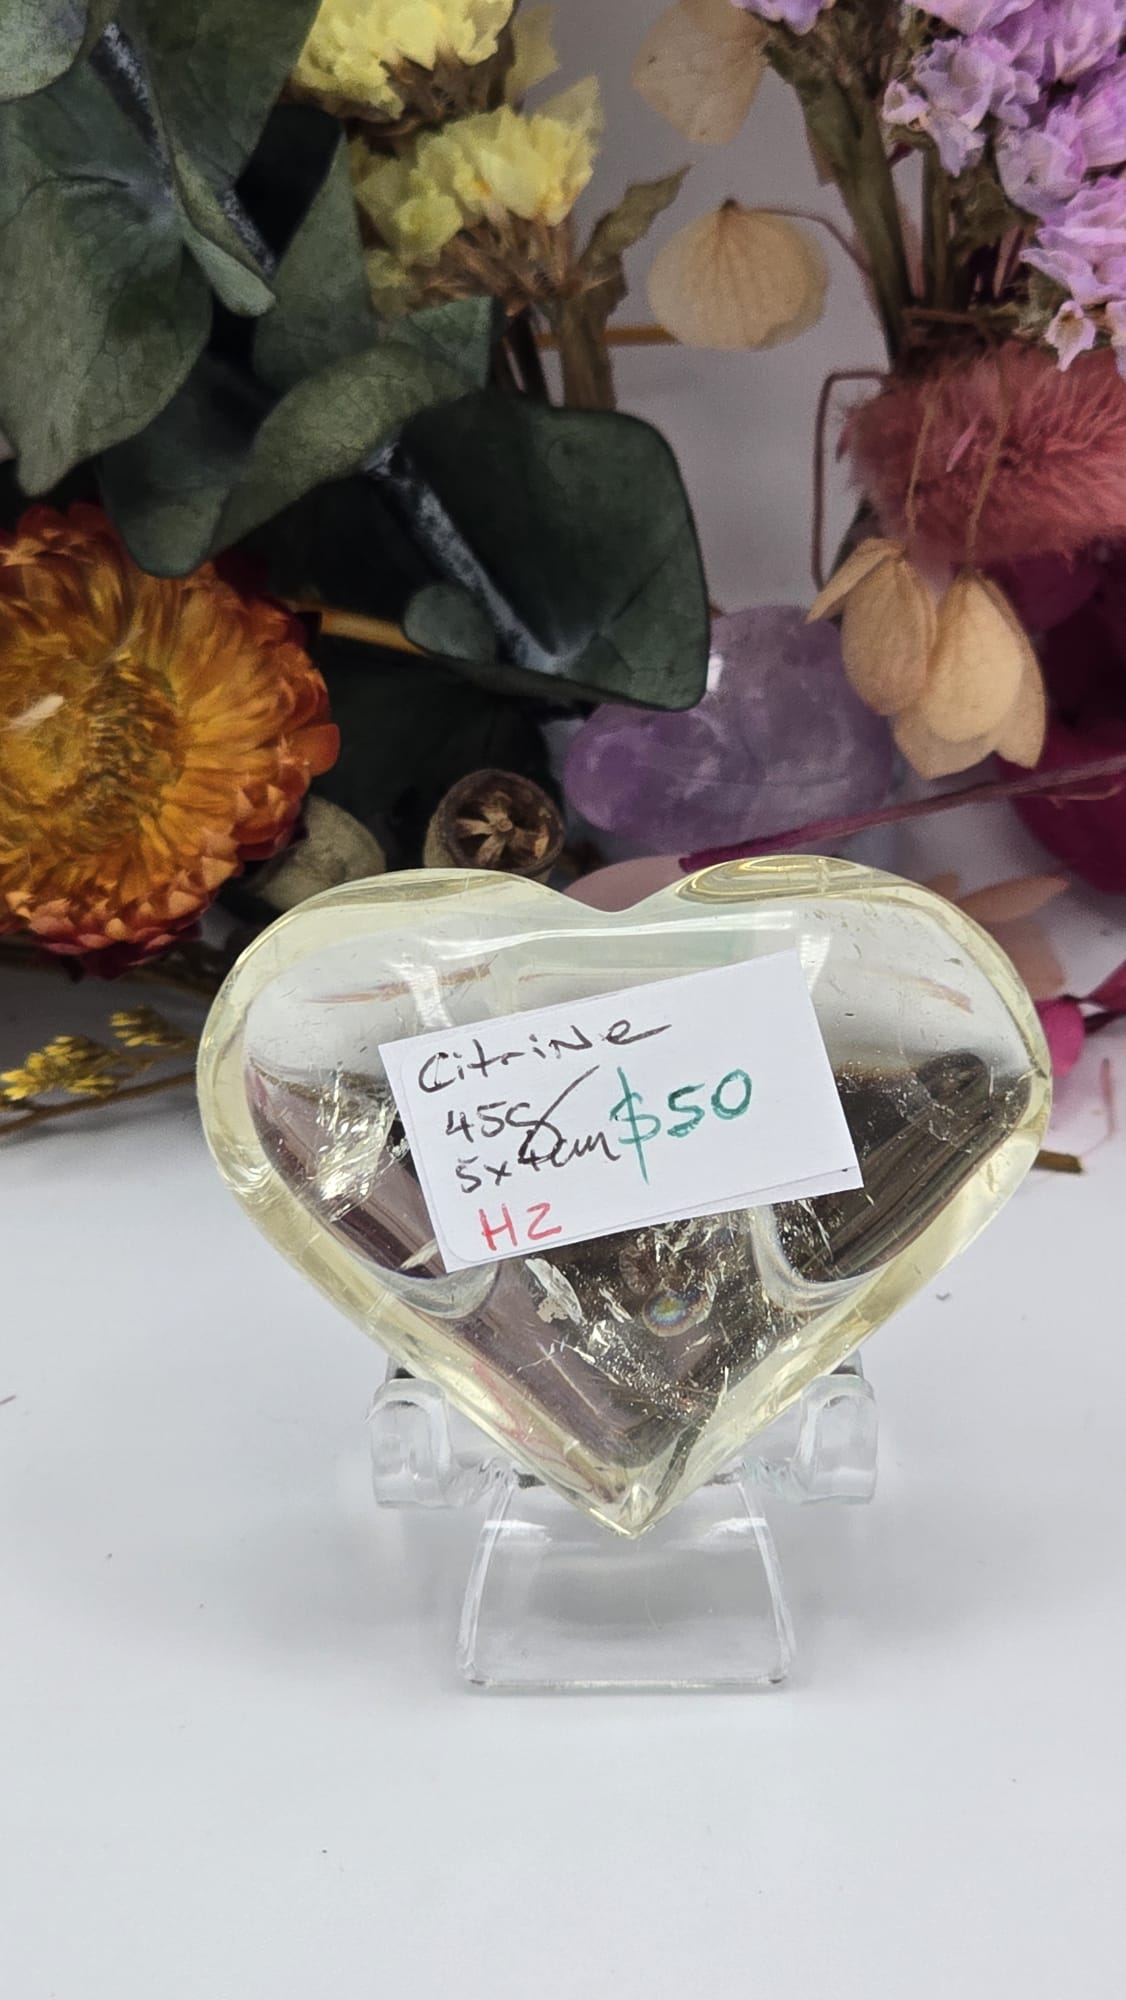 Citrine
45g $50
5x4cm
H2